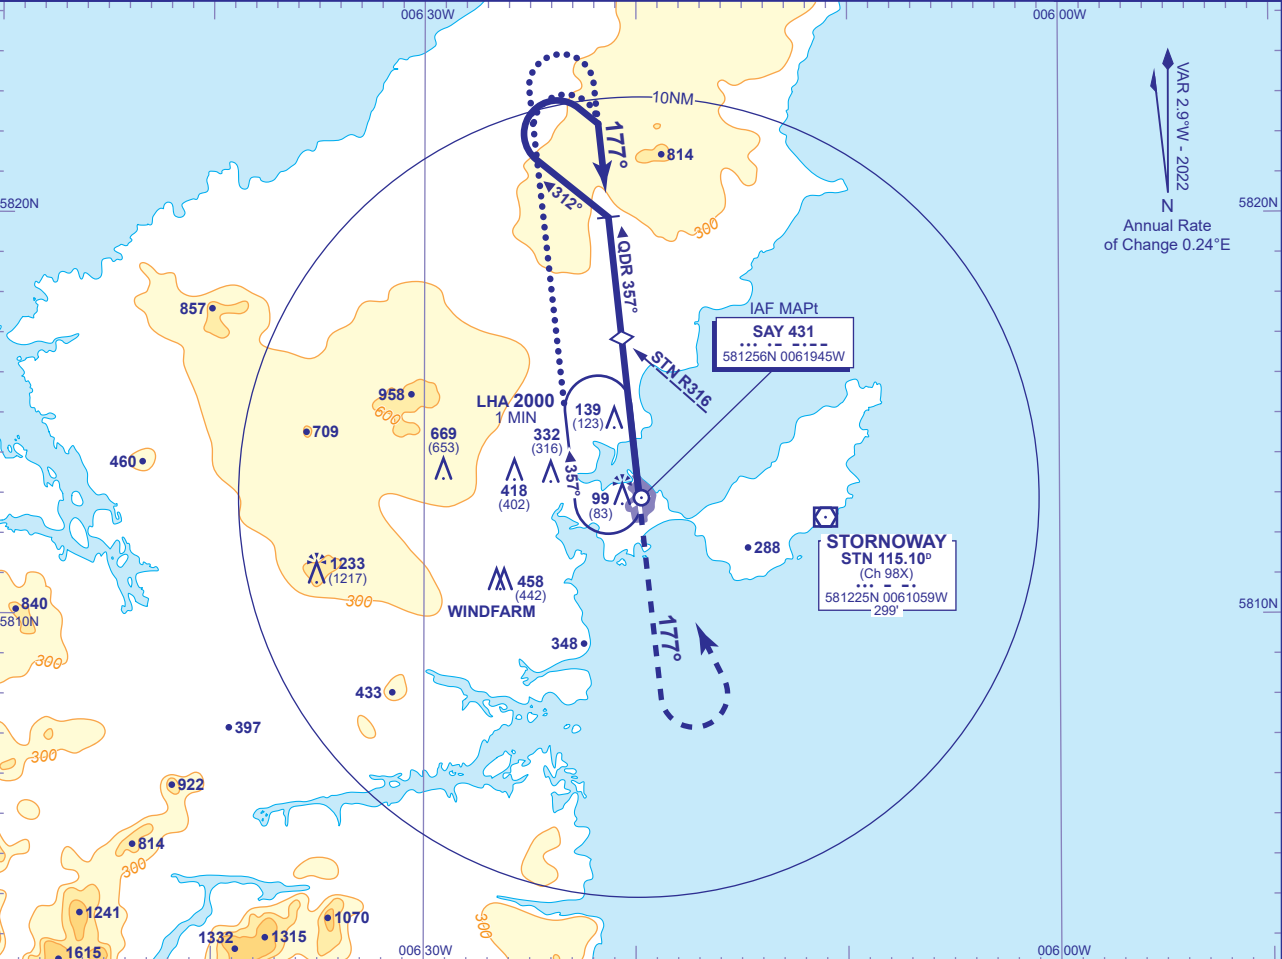 006°30'W
006°00'W
VAR 2.9°W - 2022
N
Annual Rate
of Change 0.24°E
5820N
5820N
10NM
177°
814
312°
300
QDR 357°
857
IAF MAPt
SAY 431
581256N 0061945W
STN R316
958
600
709
LHA 2000
1 MIN
139
(123)
669
(653)
332
(316)
460
418
(402)
357°
99
(83)
288
STORNOWAY
STN 115.10ᴰ
(Ch 98X)
581225N 0061059W
299'
1233
(1217)
300
458
(442)
WINDFARM
840
5810N
5810N
177°
348
300
433
397
300
922
814
300
1241
1070
300
1332
1315
1615
006°30'W
006°00'W